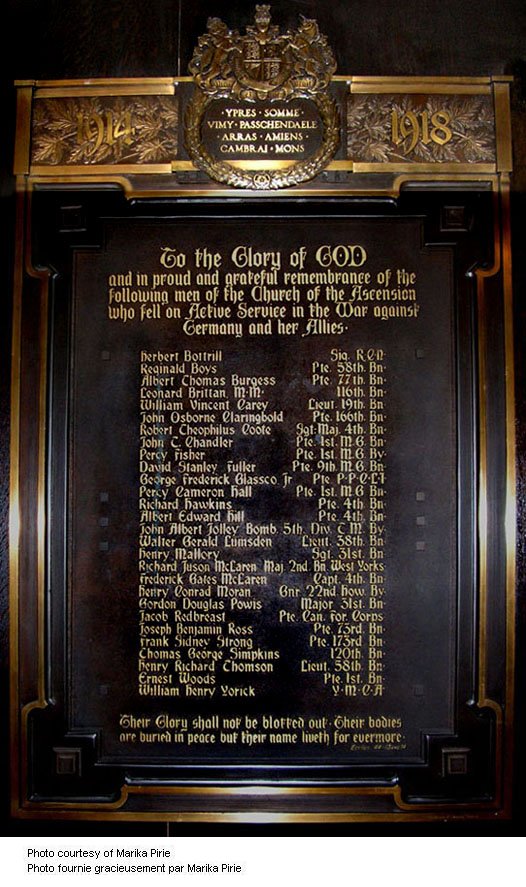 · YPRES · SOMME ·
VIMY · PASSCHENDAELE
· ARRAS · AMIENS ·
CAMBRAI · MONS
1914
1918
To the Glory of GOD
and in proud and grateful remembrance of the
following men of the Church of the Ascension
who fell on Active Service in the War against
Germany and her Allies·
Herbert Bottrill Sig. R·C·D·
Reginald Boys Pte. 58th. Bn·
Albert Thomas Burgess Pte. 77th. Bn·
Leonard Brittan, M·M· 116th. Bn·
William Vincent Carey Lieut. 19th. Bn·
John Osborne Claringbold Pte. 166th. Bn·
Robert Theophilus Coote Sgt·Maj. 4th. Bn·
John C. Chandler Pte. 1st. M.G. Bn·
Percy Fisher Pte. 1st. M.G. By·
David Stanley Fuller Pte. 9th. M.G. Bn·
George Frederick Glassco Jr Pte P·P·C·L·I
Percy Cameron Hall Pte. 1st. M.G. Bn·
Richard Hawkins Pte. 4th. Bn·
Albert Edward Hill Pte. 4th. Bn·
John Albert Jolley Bomb. 5th. Div. T.M. By·
Walter Gerald Lumsden Lieut. 58th. Bn·
Henry Mallory Sgt. 31st. Bn·
Richard Juson McLaren Maj. 2nd. Bn. West Yorks·
Frederick Gates McLaren Capt. 4th. Bn·
Henry Conrad Moran Gnr 22nd How. By·
Gordon Douglas Powis Major 31st. Bn·
Jacob Redbreast Pte. Can. For. Corps
Joseph Benjamin Ross Pte. 73rd. Bn·
Frank Sidney Strong Pte. 173rd. Bn·
Thomas George Simpkins 120th. Bn·
Henry Richard Thomson Lieut. 58th. Bn·
Ernest Woods Pte. 1st. Bn·
William Henry Yorick Y·M·C·A·
Their Glory shall not be blotted out· Their bodies
are buried in peace but their name liveth for evermore·
Photo courtesy of Marika Pirie
Photo fournie gracieusement par Marika Pirie